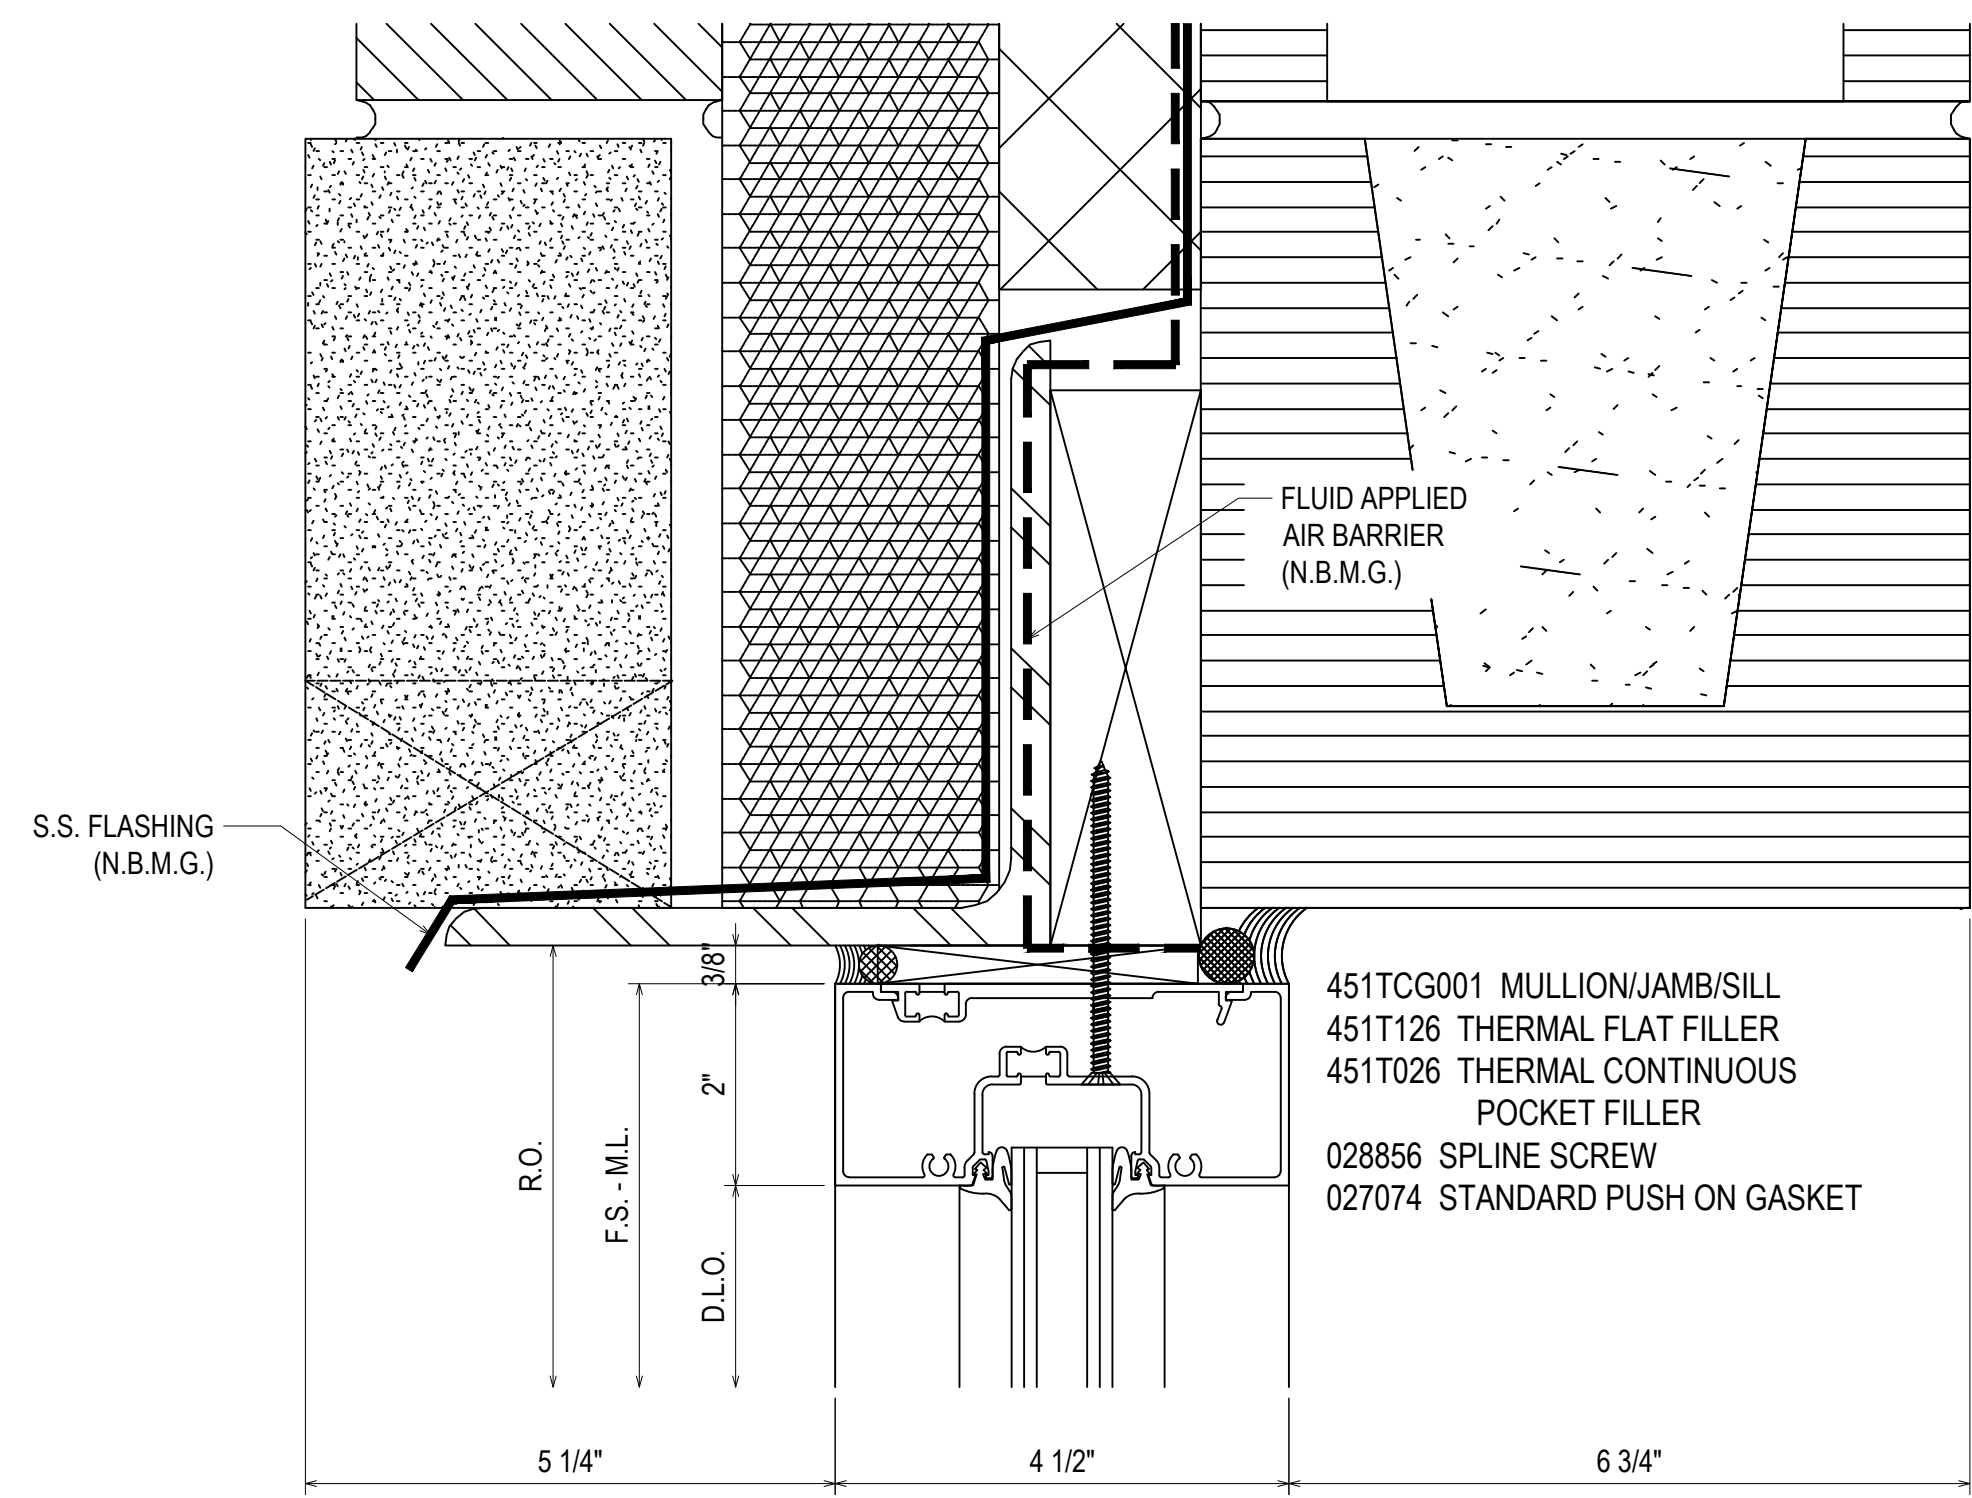 FLUID APPLIED
AIR BARRIER
(N.B.M.G.)
S.S. FLASHING
(N.B.M.G.)
3/8"
2"
R.O.
F.S. - M.L.
D.L.O.
451TCG001 MULLION/JAMB/SILL
451T126 THERMAL FLAT FILLER
451T026 THERMAL CONTINUOUS
POCKET FILLER
028856 SPLINE SCREW
027074 STANDARD PUSH ON GASKET
5 1/4"
4 1/2"
6 3/4"